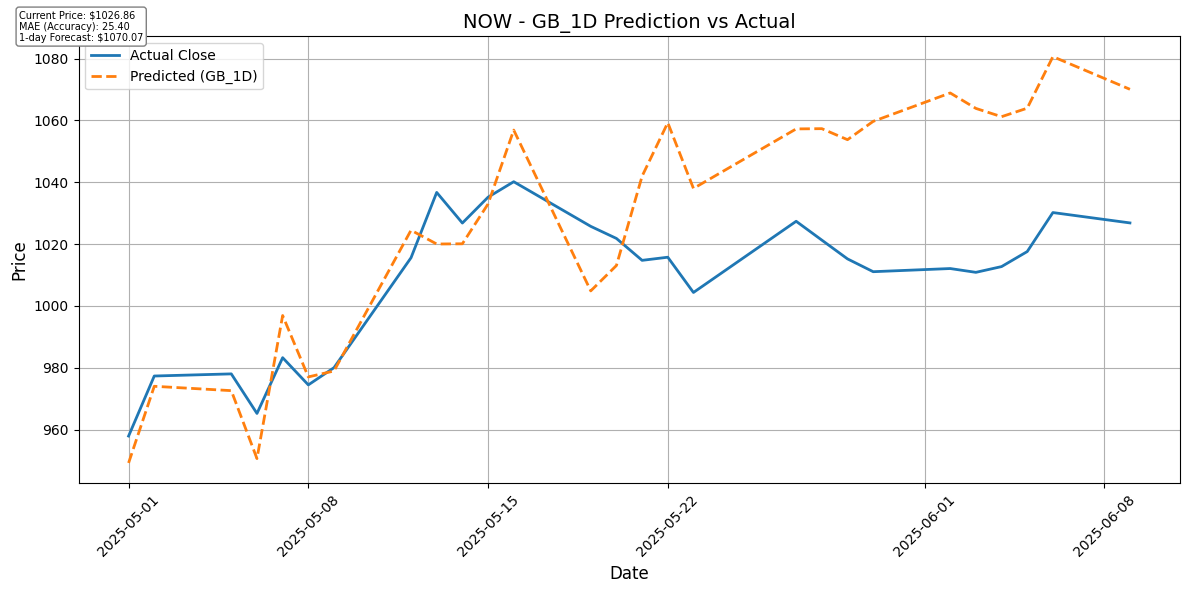 NOW - GB_1D Prediction vs Actual
Current Price: $1026.86
MAE (Accuracy): 25.40
1-day Forecast: $1070.07
Actual Close
Predicted (GB_1D)
Price
1080
1060
1040
1020
1000
980
960
2025-05-01
2025-05-08
2025-05-15
2025-05-22
2025-06-01
2025-06-08
Date